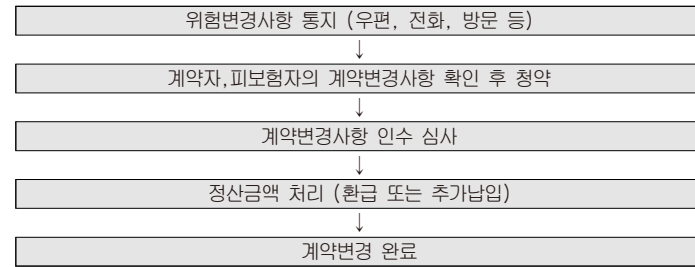 위험변경사항 통지 (우편, 전화, 방문 등)
↓
계약자,피보험자의 계약변경사항 확인 후 청약
↓
계약변경사항 인수 심사
↓
정산금액 처리 (환급 또는 추가납입)
↓
계약변경 완료